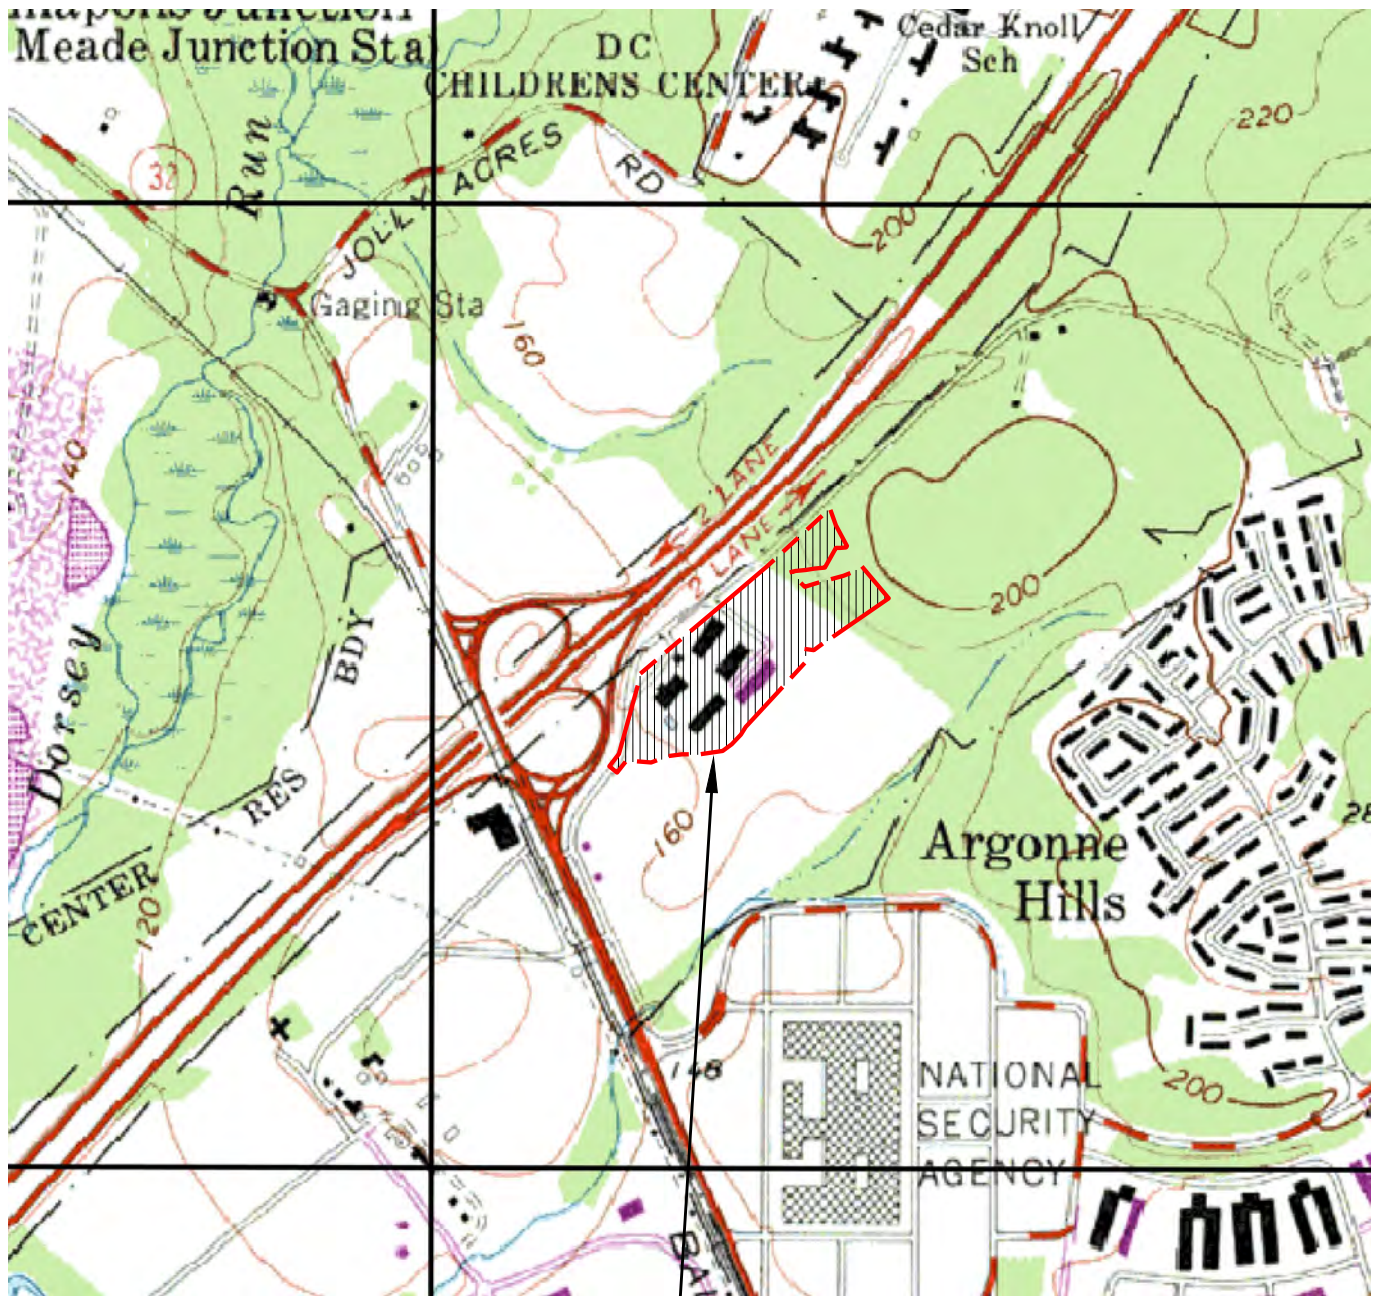 Meade Junction Sta
DC
CHILDRENS CENTER
Cedar Knoll
Sch
220
32
Run
JOLLY ACRES RD
200
Gaging Sta
160
140
2 LANE
2 LANE
200
BDY
RES
CENTER
Dorsey
120
160
Argonne
Hills
28
148
NATIONAL
SECURITY
AGENCY
200